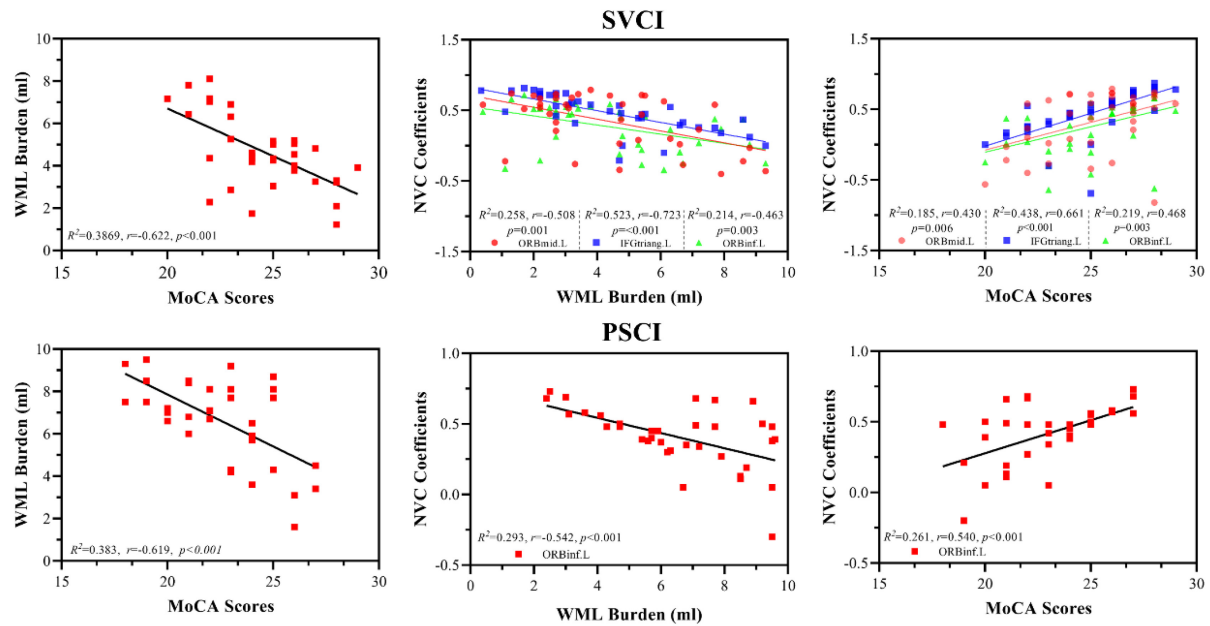 SVCI
WML Burden (ml)
10
8
6
4
2
0
R²=0.3869, r=-0.622, p<0.001
15 20 25 30
MoCA Scores
NVC Coefficients
1.5
0.5
-0.5
-1.5
R²=0.258, r=-0.508, R²=0.523, r=-0.723, R²=0.214, r=-0.463
p=0.001 p=<0.001 p=0.003
ORBmid.L IFGtriang.L ORBinf.L
0 2 4 6 8 10
WML Burden (ml)
NVC Coefficients
1.5
0.5
-0.5
-1.5
R²=0.185, r=0.430 R²=0.438, r=0.661 R²=0.219, r=0.468
p=0.006 p<0.001 p=0.003
ORBmid.L IFGtriang.L ORBinf.L
15 20 25 30
MoCA Scores
PSCI
WML Burden (ml)
10
8
6
4
2
0
R²=0.383, r=-0.619, p<0.001
15 20 25 30
MoCA Scores
NVC Coefficients
1.0
0.5
0.0
-0.5
R²=0.293, r=-0.542, p<0.001
ORBinf.L
0 2 4 6 8 10
WML Burden (ml)
NVC Coefficients
1.0
0.5
0.0
-0.5
R²=0.261, r=0.540, p<0.001
ORBinf.L
15 20 25 30
MoCA Scores